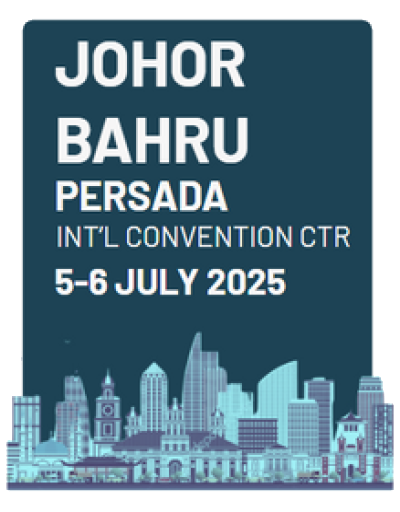 JOHOR
BAHRU
PERSADA
INT'L CONVENTION CTR
5-6 JULY 2025